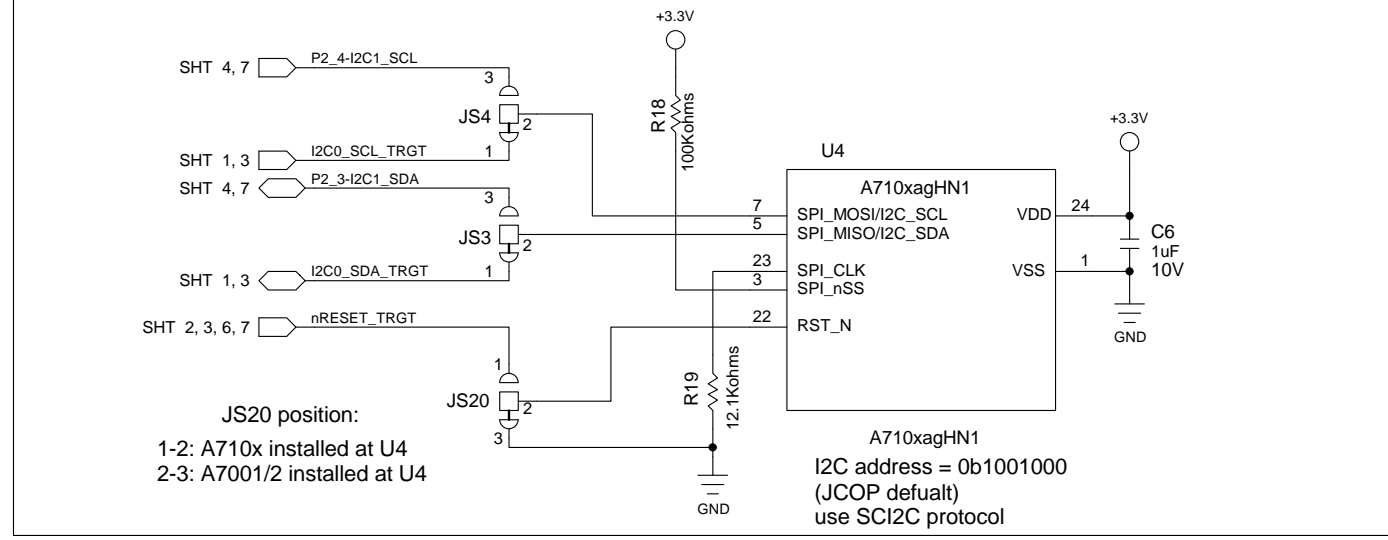 +3.3V
SHT 4, 7 P2_4-I2C1_SCL
3
JS4
2
1
SHT 1, 3 I2C0_SCL_TRGT
SHT 4, 7 P2_3-I2C1_SDA
3
JS3
2
1
SHT 1, 3 I2C0_SDA_TRGT
SHT 2, 3, 6, 7 nRESET_TRGT
1
JS20
2
3
R18
100Kohms
R19
12.1Kohms
GND
U4
A710xagHN1
7 SPI_MOSI/I2C_SCL
5 SPI_MISO/I2C_SDA
23 SPI_CLK
3 SPI_nSS
22 RST_N
VDD 24
VSS 1
+3.3V
C6
1uF
10V
GND
JS20 position:
1-2: A710x installed at U4
2-3: A7001/2 installed at U4
A710xagHN1
I2C address = 0b1001000
(JCOP defualt)
use SCI2C protocol